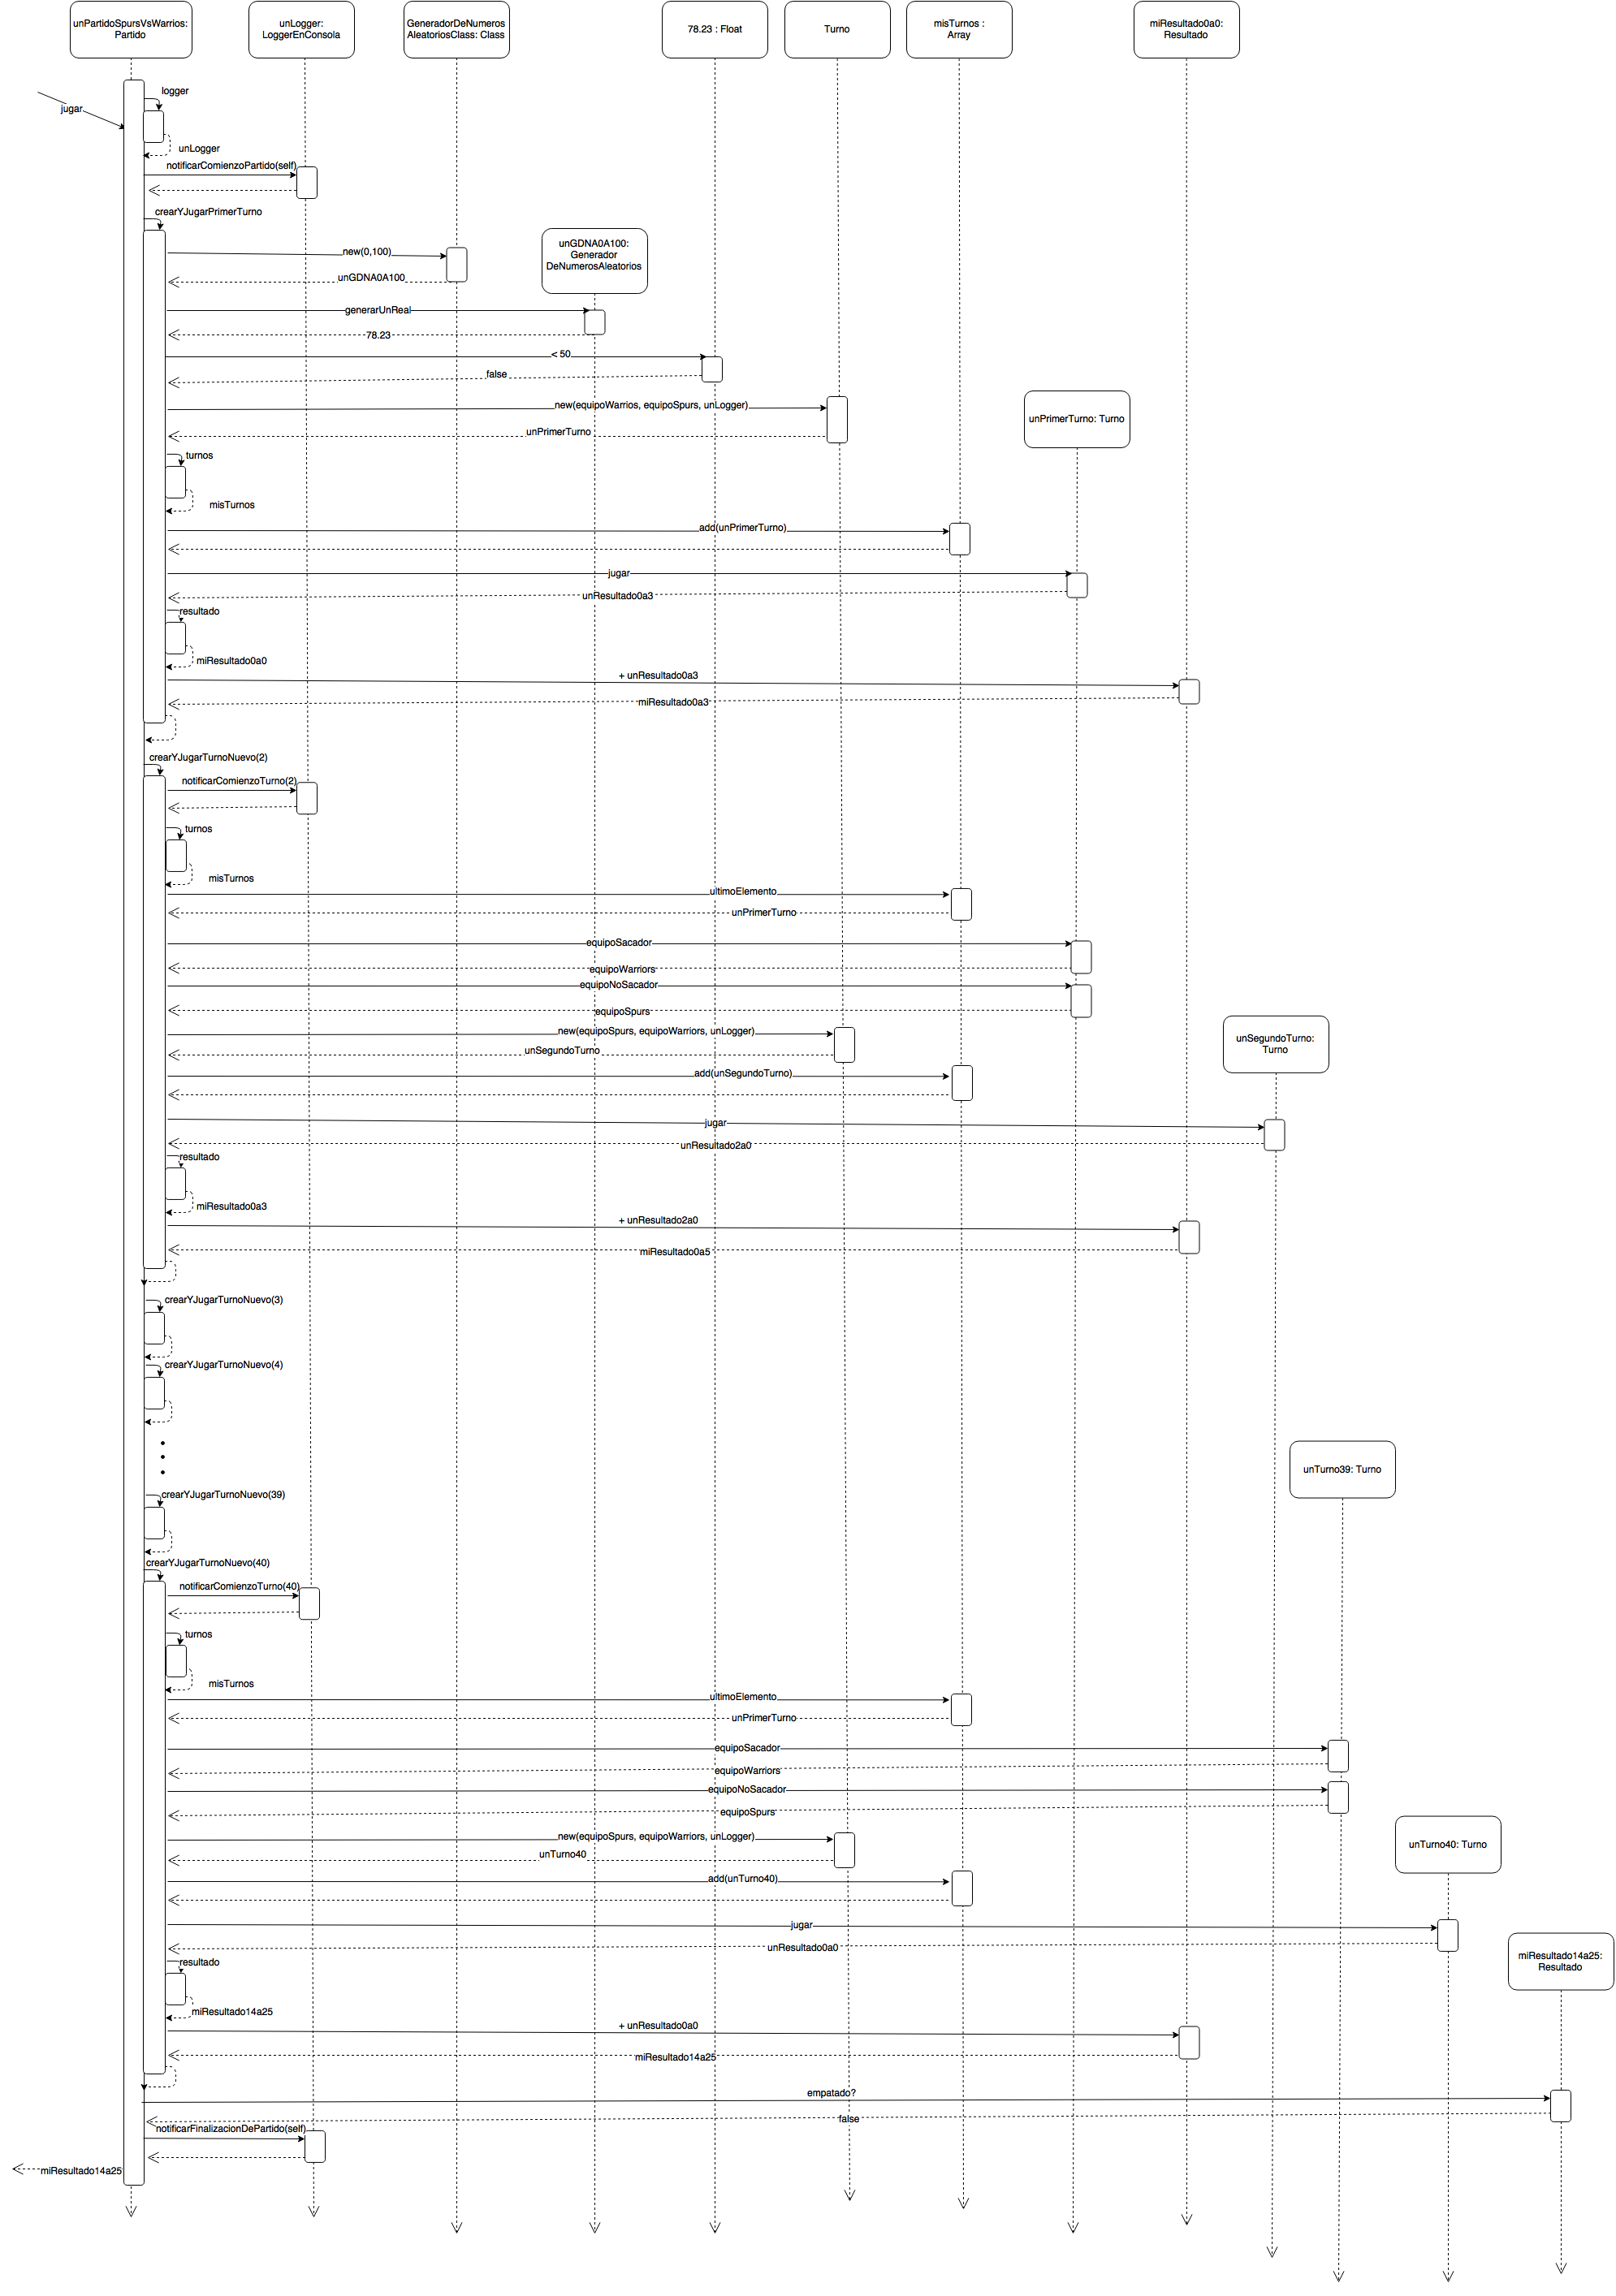 unPartidoSpursVsWarrios:
Partido
unLogger:
LoggerEnConsola
GeneradorDeNumeros
AleatoriosClass: Class
78.23 : Float
Turno
misTurnos :
Array
miResultado0a0:
Resultado
logger
jugar
unLogger
notificarComienzoPartido(self)
crearYJugarPrimerTurno
unGDNA0A100:
Generador
DeNumerosAleatorios
new(0,100)
unGDNA0A100
generarUnReal
78.23
< 50
false
new(equipoWarrios, equipoSpurs, unLogger)
unPrimerTurno: Turno
unPrimerTurno
turnos
misTurnos
add(unPrimerTurno)
jugar
unResultado0a3
resultado
miResultado0a0
+ unResultado0a3
miResultado0a3
crearYJugarTurnoNuevo(2)
notificarComienzoTurno(2)
turnos
misTurnos
ultimoElemento
unPrimerTurno
equipoSacador
equipoWarriors
equipoNoSacador
equipoSpurs
new(equipoSpurs, equipoWarriors, unLogger)
unSegundoTurno:
Turno
unSegundoTurno
add(unSegundoTurno)
jugar
unResultado2a0
resultado
miResultado0a3
+ unResultado2a0
miResultado0a5
crearYJugarTurnoNuevo(3)
crearYJugarTurnoNuevo(4)
unTurno39: Turno
crearYJugarTurnoNuevo(39)
crearYJugarTurnoNuevo(40)
notificarComienzoTurno(40)
turnos
misTurnos
ultimoElemento
unPrimerTurno
equipoSacador
equipoWarriors
equipoNoSacador
equipoSpurs
new(equipoSpurs, equipoWarriors, unLogger)
unTurno40: Turno
unTurno40
add(unTurno40)
jugar
unResultado0a0
miResultado14a25:
Resultado
resultado
miResultado14a25
+ unResultado0a0
miResultado14a25
empatado?
false
notificarFinalizacionDePartido(self)
miResultado14a25